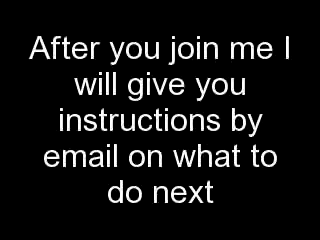 After you join me I
will give you
instructions by
email on what to
do next